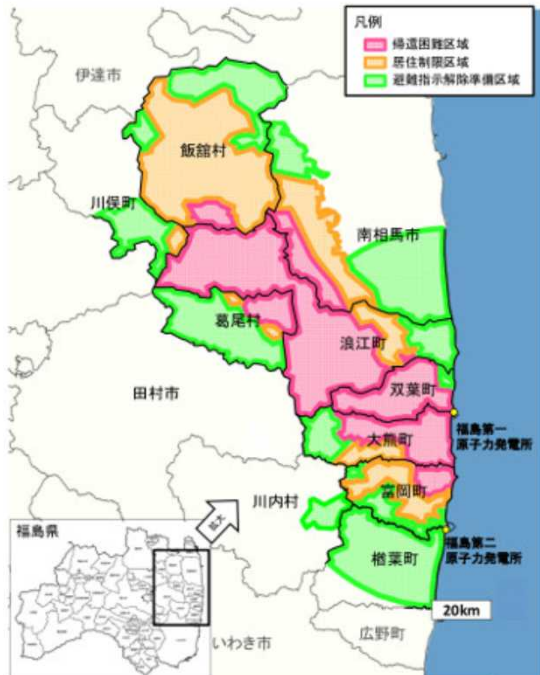 凡例
帰還困難区域
居住制限区域
避難指示解除準備区域
伊達市
飯舘村
川俣町
南相馬市
葛尾村
浪江町
田村市
双葉町
福島第一
原子力発電所
大熊町
川内村
富岡町
拡大
福島県
福島第二
原子力発電所
楢葉町
20km
いわき市
広野町